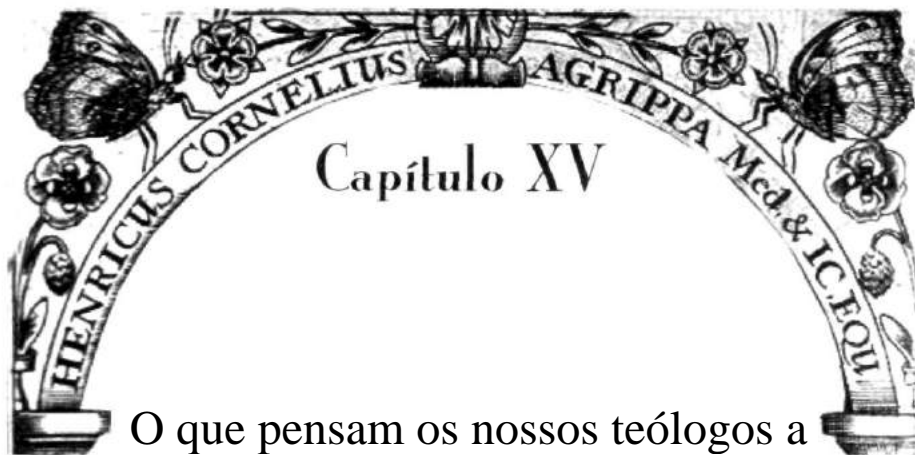 HENRICUS CORNELIUS AGRIPPA Med. & IC. EQU
Capítulo XV
O que pensam os nossos teólogos a